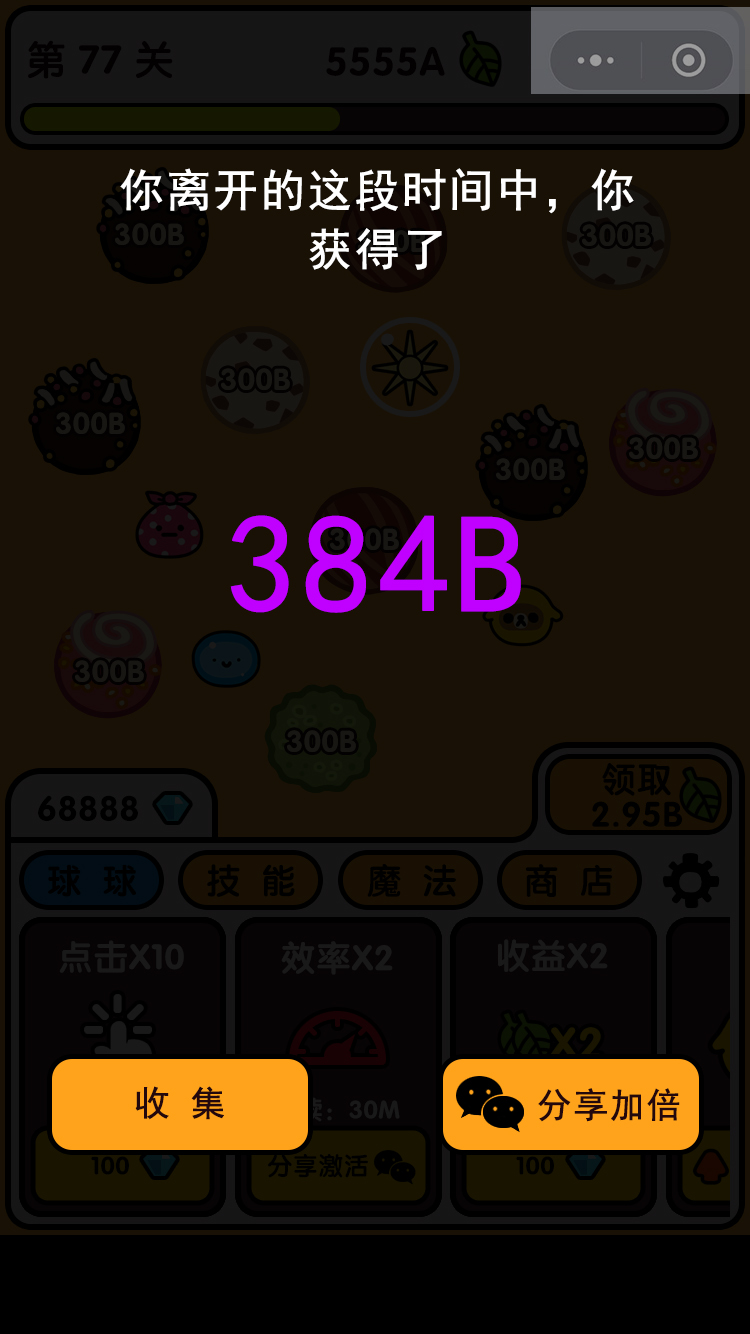 第 77 关
5555A
你离开的这段时间中，你
获得了
300B
300B
300B
300B
300B
300B
384B
300B
300B
68888
领取
2.95B
球 球
技 能
魔 法
商 店
点击X10
效率X2
收益X2
X2
收 集
分享加倍
: 30M
100
分享激活
100